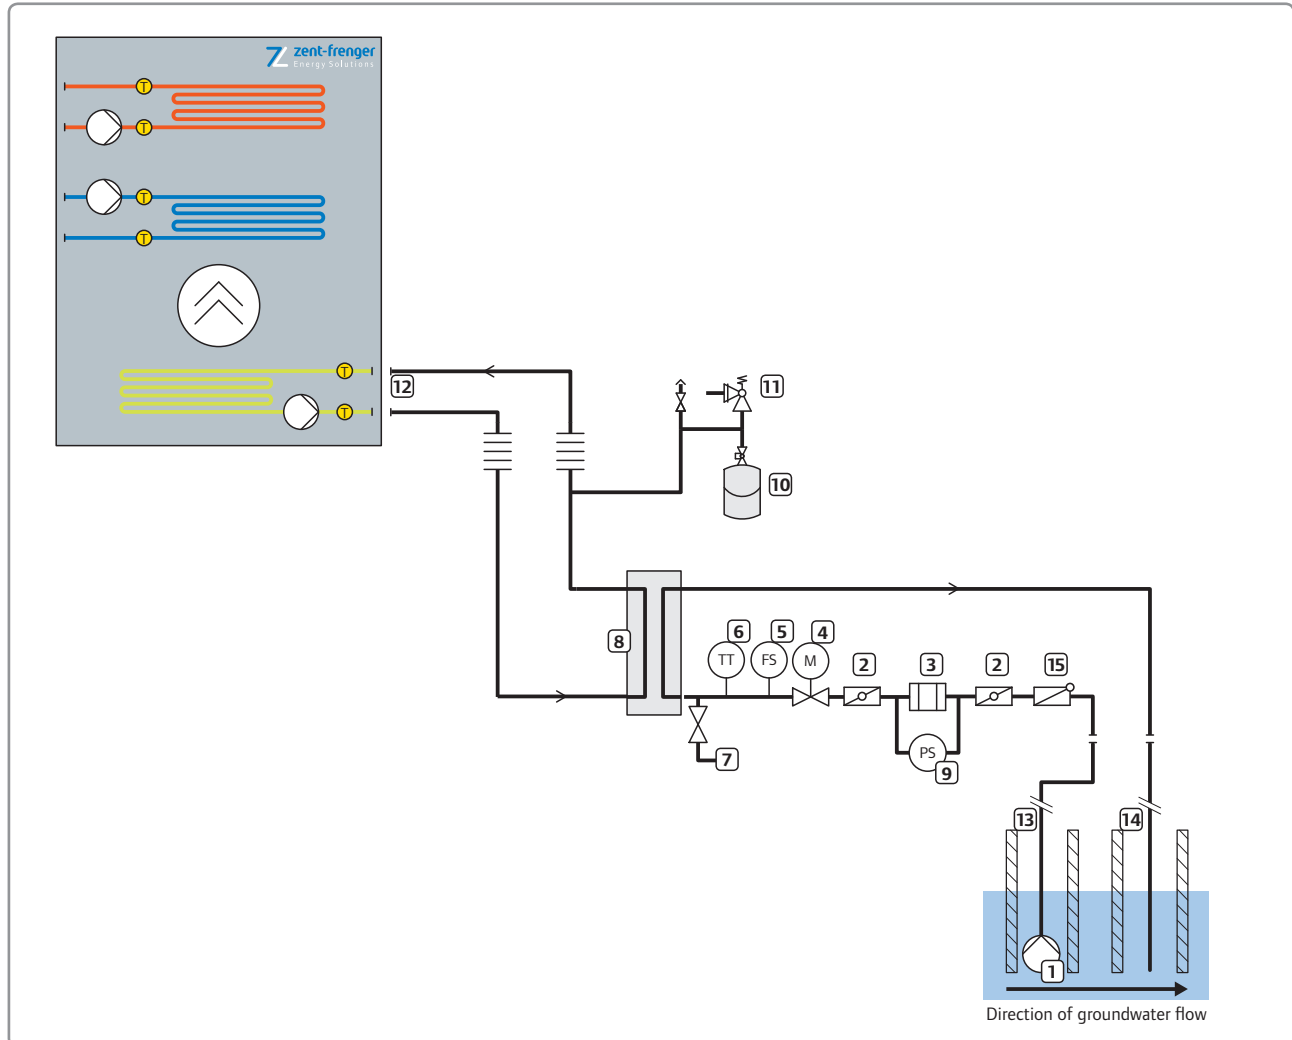 zent-frenger
Energy Solutions
T
T
T
T
T
12
T
11
10
8
6
5
4
2
3
2
15
TT
FS
M
7
PS
9
13
14
1
Direction of groundwater flow